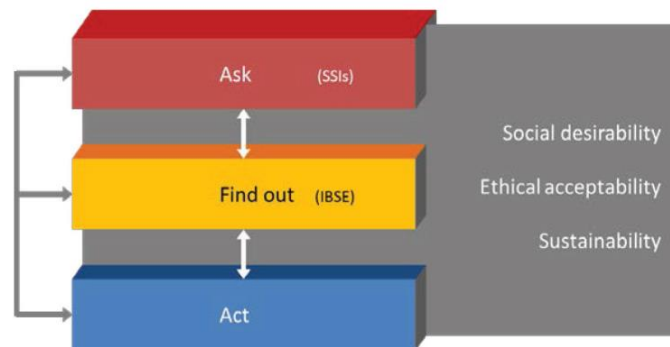 Ask (SSIs)
Find out (IBSE)
Act
Social desirability
Ethical acceptability
Sustainability